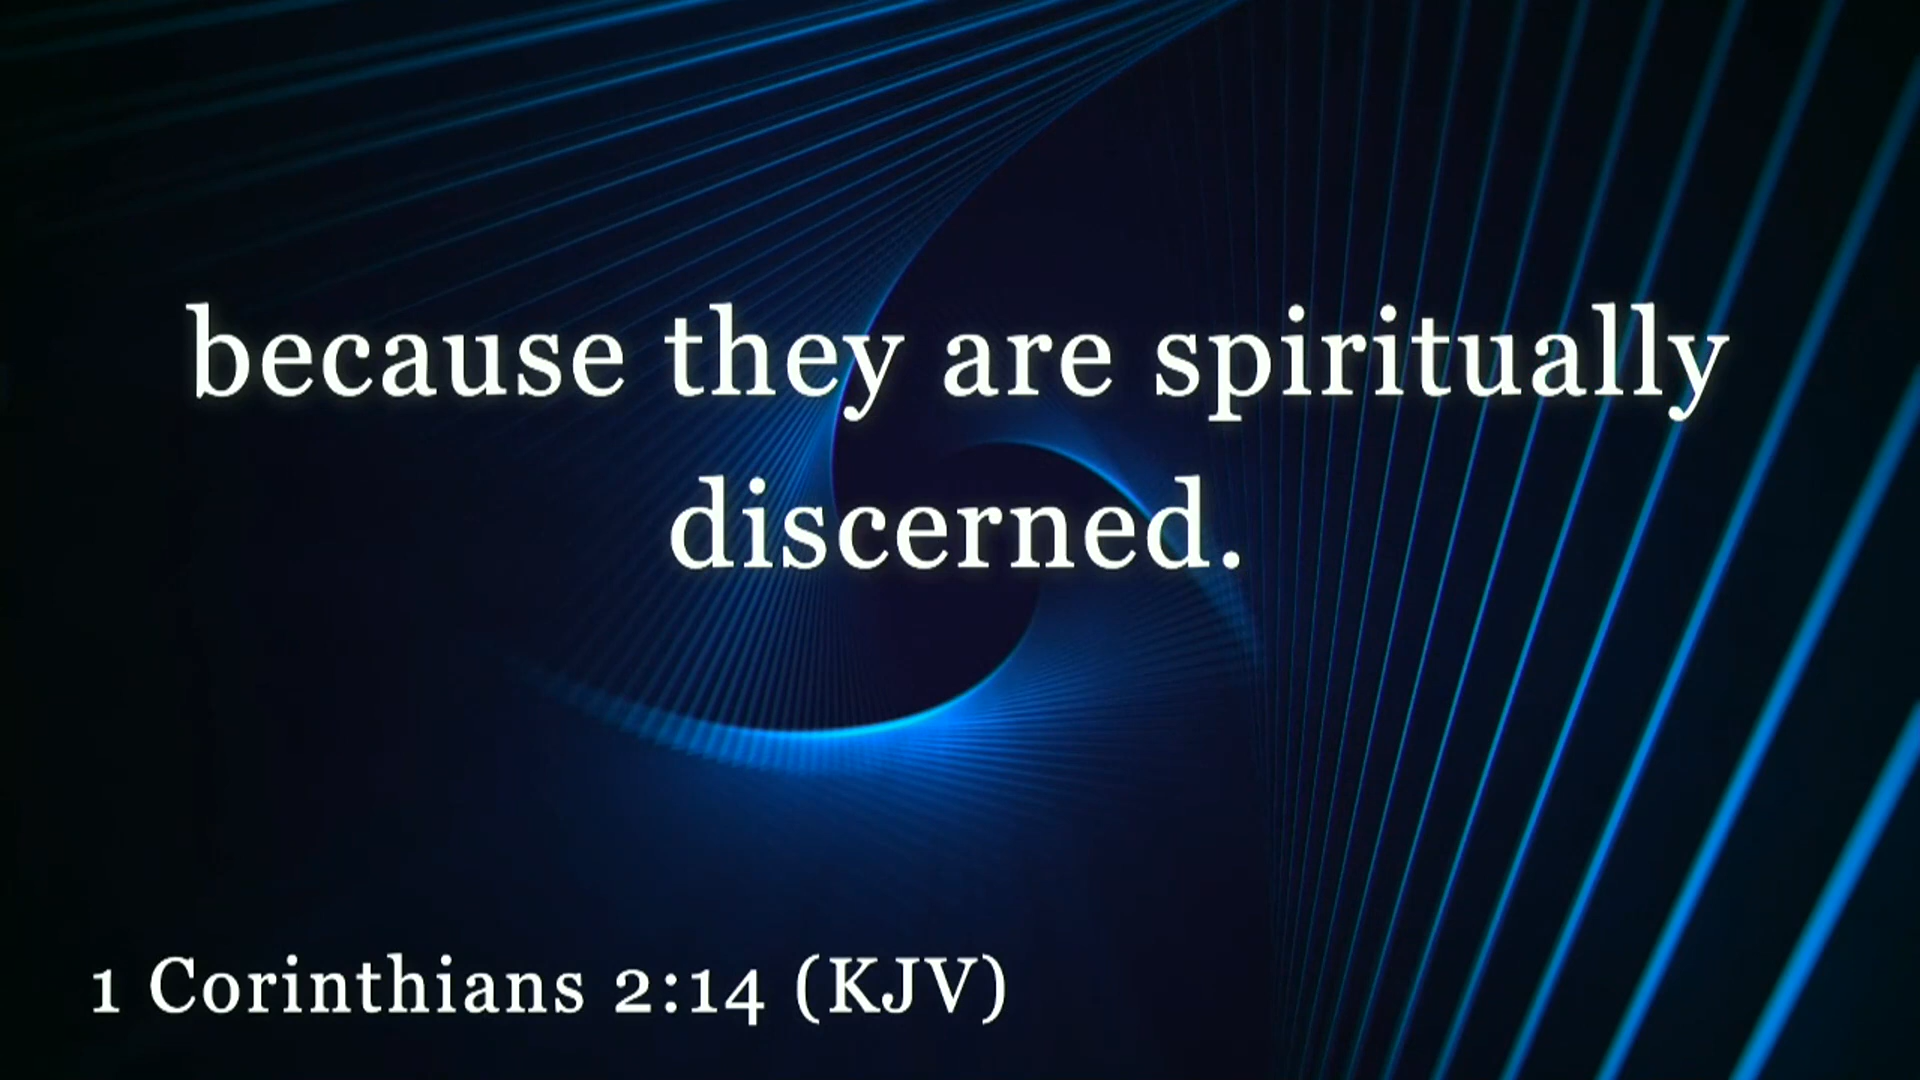 because they are spiritually
discerned.
1 Corinthians 2:14 (KJV)